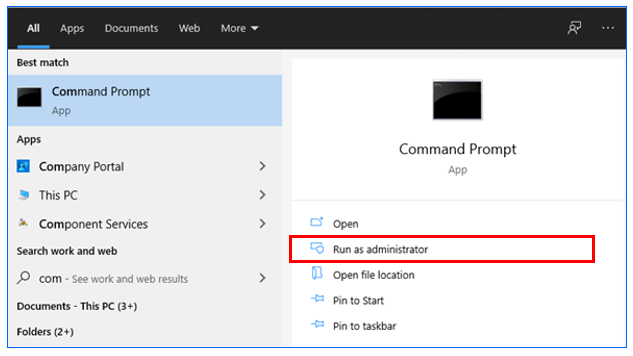 All Apps Documents Web More
Best match
Command Prompt
App
Apps
Company Portal
This PC
Component Services
Search work and web
com - See work and web results
Documents - This PC (3+)
Folders (2+)
Command Prompt
App
Open
Run as administrator
Open file location
Pin to Start
Pin to taskbar